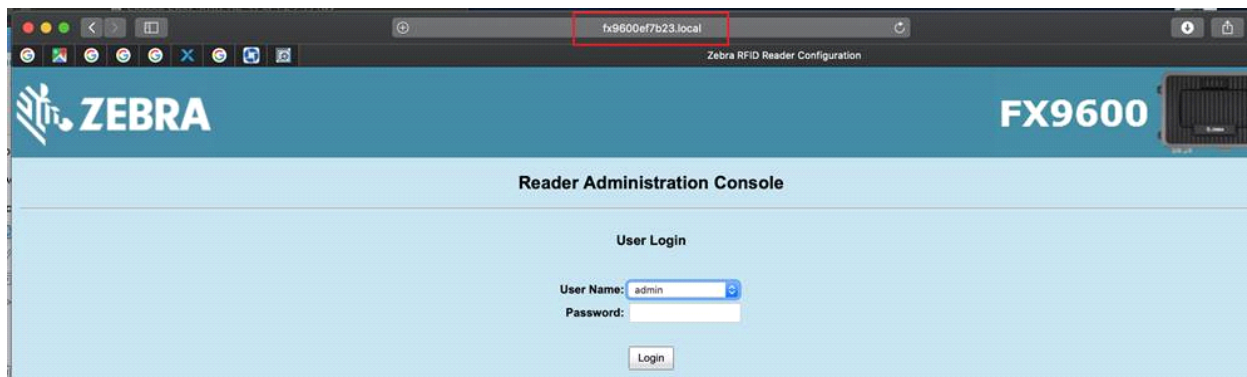 fx9600ef7b23.local
Zebra RFID Reader Configuration
ZEBRA
FX9600
Reader Administration Console
User Login
User Name: admin
Password:
Login